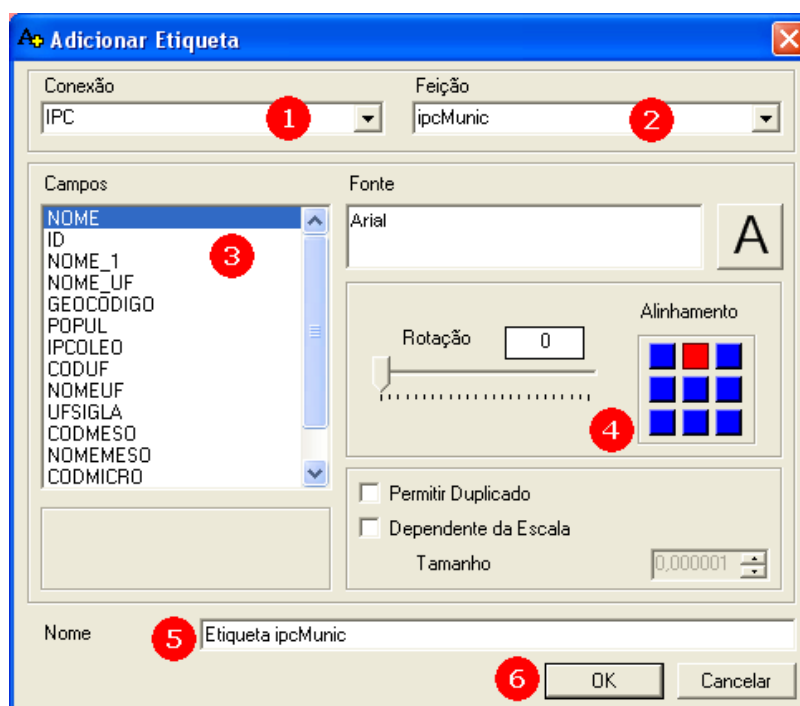 Adicionar Etiqueta
Conexão Feição
IPC 1 ipcMunic 2
Campos Fonte
NOME
ID
NOME_1
NOME_UF
GEOCÓDIGO
POPUL
IPCOLEO
CODUF
NOMEUF
UFSIGLA
CODMESO
NOMEMESO
CODMICRO
3
Arial
A
Rotação 0
Alinhamento
4
Permitir Duplicado
Dependente da Escala
Tamanho 0,000001
Nome 5 Etiqueta ipcMunic
6 OK Cancelar